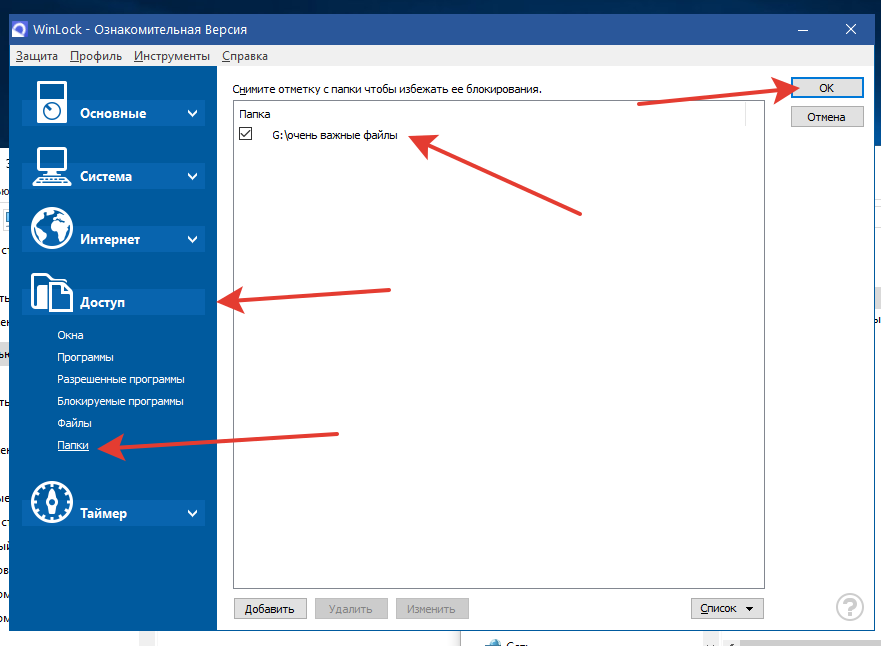 WinLock - Ознакомительная Версия
Защита Профиль Инструменты Справка
Снимите отметку с папки чтобы избежать ее блокирования.
OK
Отмена
Папка
G:\очень важные файлы
Основные
Система
Интернет
Доступ
Окна
Программы
Разрешенные программы
Блокируемые программы
Файлы
Папки
Таймер
Добавить Удалить Изменить Список
?